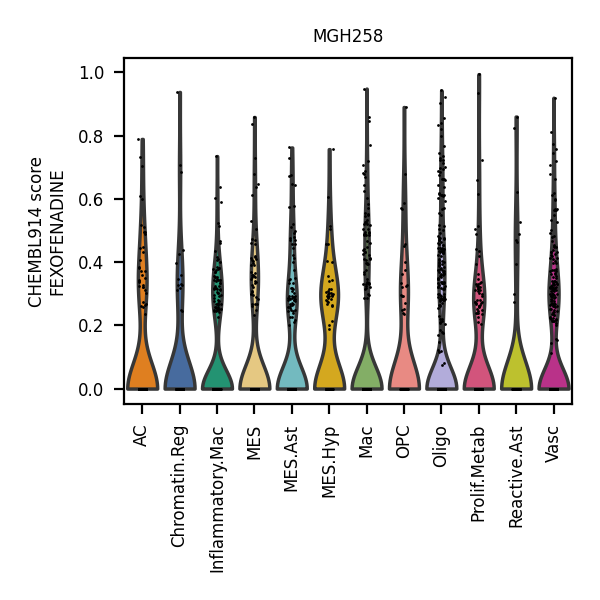 MGH258
CHEMBL914 score
FEXOFENADINE
1.0
0.8
0.6
0.4
0.2
0.0
AC
Chromatin.Reg
Inflammatory.Mac
MES
MES.Ast
MES.Hyp
Mac
OPC
Oligo
Prolif.Metab
Reactive.Ast
Vasc